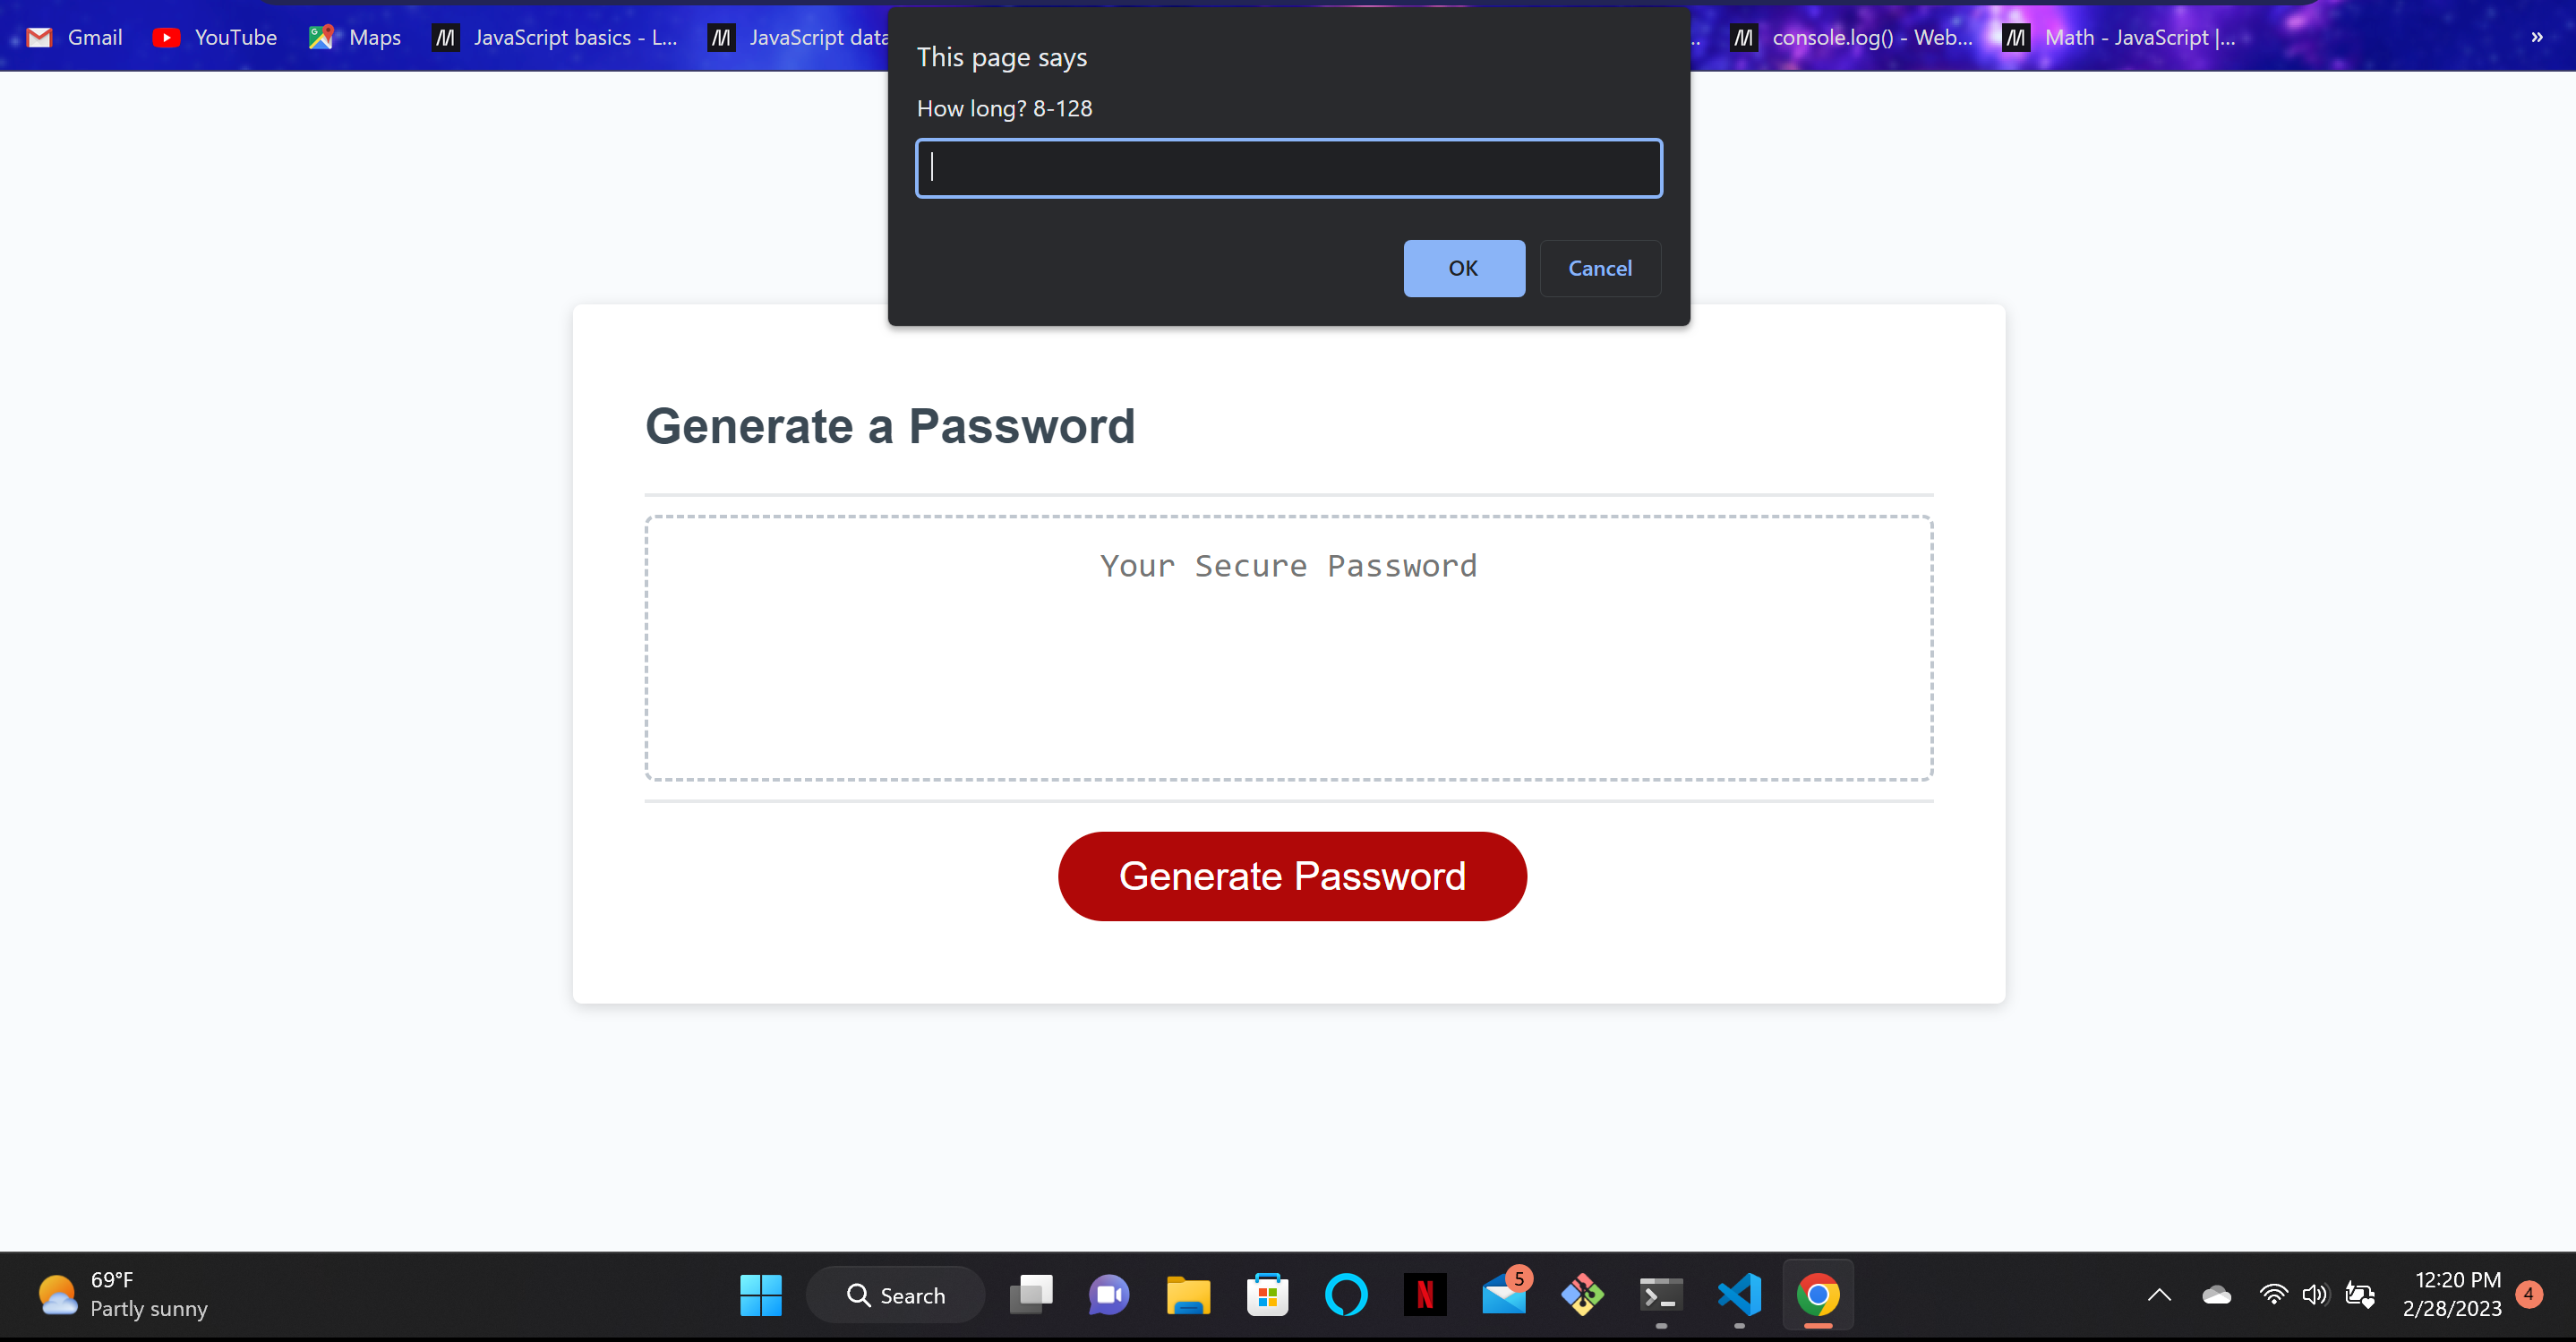 Gmail
YouTube
Maps
JavaScript basics - L...
JavaScript data
console.log() - Web...
Math - JavaScript |...
»
This page says
How long? 8-128
OK
Cancel
Generate a Password
Your Secure Password
Generate Password
69°F
Partly sunny
Search
5
12:20 PM
2/28/2023
4